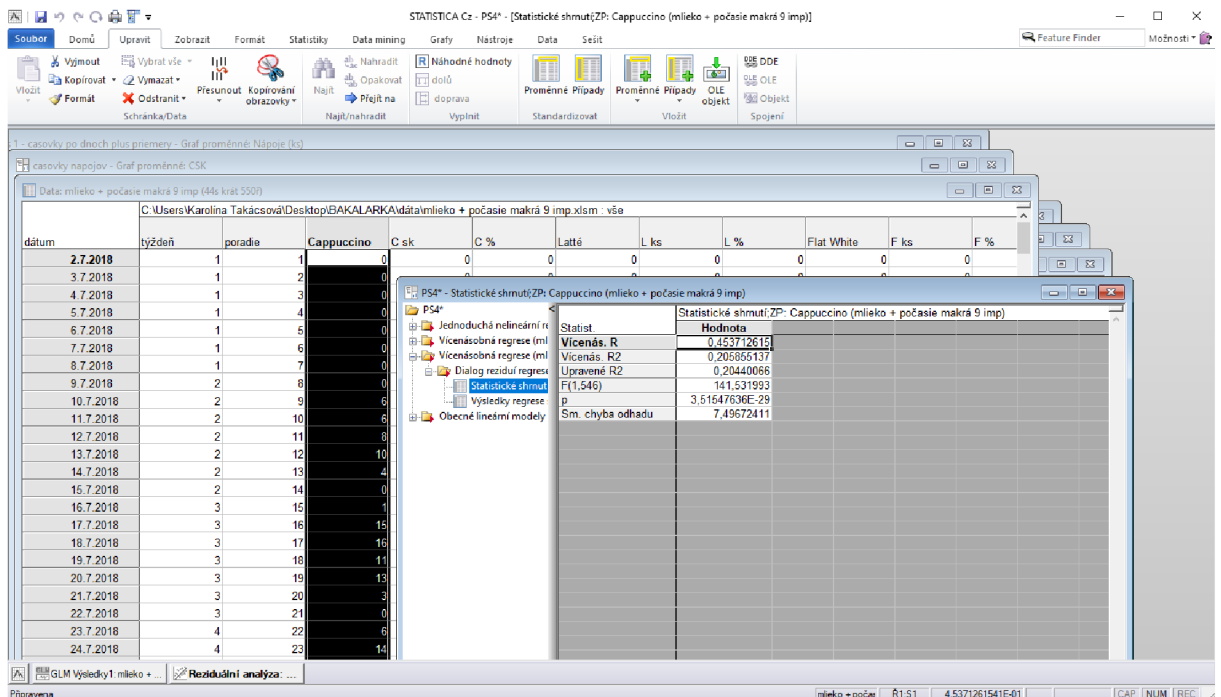 STATISTICA Cz - PS4* - [Statistické shrnutí;ZP: Cappuccino (mlieko + počasie makrá 9 imp)]
Soubor Domů Upravit Zobrazit Formát Statistiky Data mining Grafy Nástroje Data Sešit Feature Finder Možnosti
Vložit
Vyjmout
Kopírovat
Formát
Vybrat vše
Vymazat
Odstranit
Přesunout
Kopírování obrazovky
Schránka/Data
Najít
Nahradit
Opakovat
Přejít na
Najít/nahradit
R Náhodné hodnoty
dolů
doprava
Vyplnit
Proměnné Případy
Standardizovat
Proměnné Případy OLE objekt
Vložit
DDE
OLE
Objekt
Spojení
1 - casovky po dnoch plus priemery - Graf proměnné: Nápoje (ks)
casovky napojov - Graf proměnné: CSK
Data: mlieko + počasie makrá 9 imp (44s krát 550ř)
C:\Users\Karolína Takácsová\Desktop\BAKALARKA\dáta\mlieko + počasie makrá 9 imp.xlsm : vše
dátum týždeň poradie Cappuccino C sk C % Latté L ks L % Flat White F ks F %
2.7.2018 1 1 0 0 0 0 0 0 0 0
3.7.2018 1 2 0
4.7.2018 1 3 0
5.7.2018 1 4 0
6.7.2018 1 5 0
7.7.2018 1 6 0
8.7.2018 1 7 0
9.7.2018 2 8 0
10.7.2018 2 9 6
11.7.2018 2 10 6
12.7.2018 2 11 8
13.7.2018 2 12 10
14.7.2018 2 13 4
15.7.2018 2 14 0
16.7.2018 3 15 1
17.7.2018 3 16 15
18.7.2018 3 17 16
19.7.2018 3 18 11
20.7.2018 3 19 13
21.7.2018 3 20 3
22.7.2018 3 21 0
23.7.2018 4 22 6
24.7.2018 4 23 14
PS4* - Statistické shrnutí;ZP: Cappuccino (mlieko + počasie makrá 9 imp)
PS4*
Jednoduchá nelineární re
Vícenásobná regrese (ml
Vícenásobná regrese (ml
Dialog reziduí regrese
Statistické shrnut
Výsledky regrese
Obecné lineární modely
Statistické shrnutí;ZP: Cappuccino (mlieko + počasie makrá 9 imp)
Statist. Hodnota
Vícenás. R 0,453712615
Vícenás. R2 0,205855137
Upravené R2 0,20440066
F(1,546) 141,531993
p 3,51547636E-29
Sm. chyba odhadu 7,49672411
GLM Výsledky1: mlieko + ... Reziduální analýza: ...
Připravena mlieko + počas Ř1:S1 4,5371261541E-01 CAP NUM REC